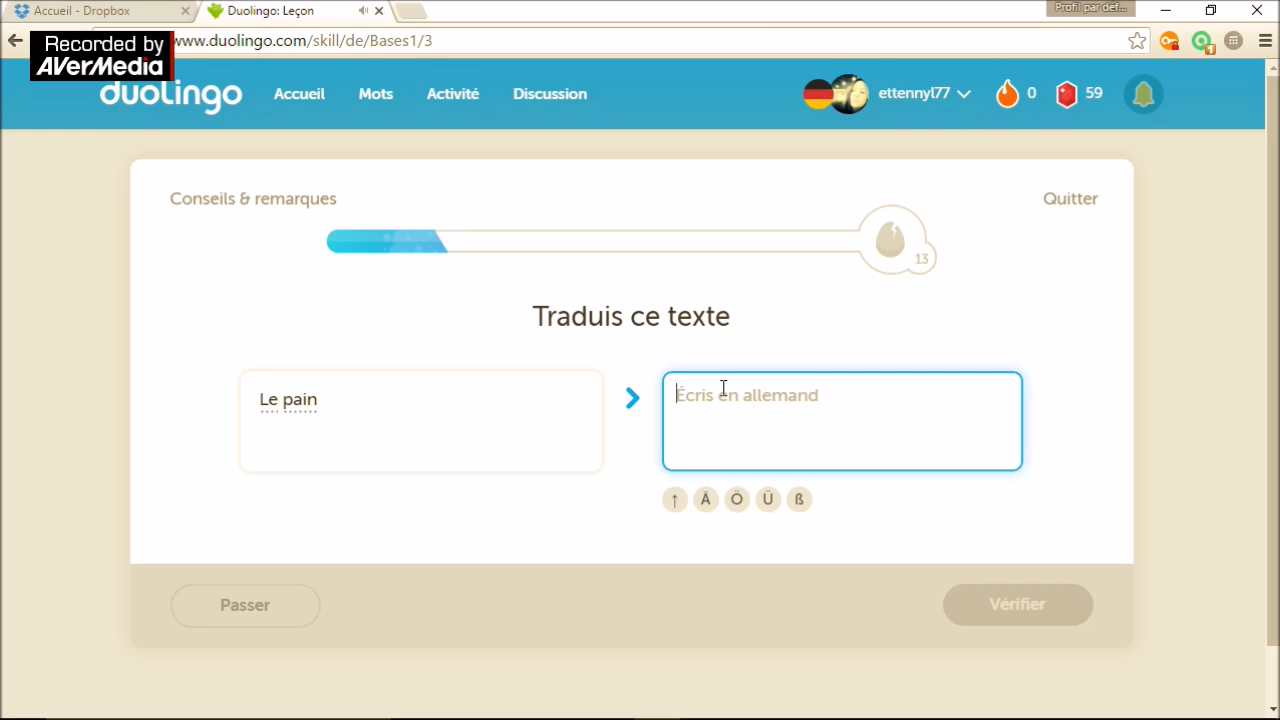 Accueil - Dropbox
Duolingo: Leçon
Profil par déf...
www.duolingo.com/skill/de/Bases1/3
1
Recorded by
AVerMedia
duolingo
Accueil
Mots
Activité
Discussion
ettennyl77
0
59
Conseils & remarques
Quitter
13
Traduis ce texte
Le pain
Écris en allemand
↑ Ä Ö Ü ß
Passer
Vérifier